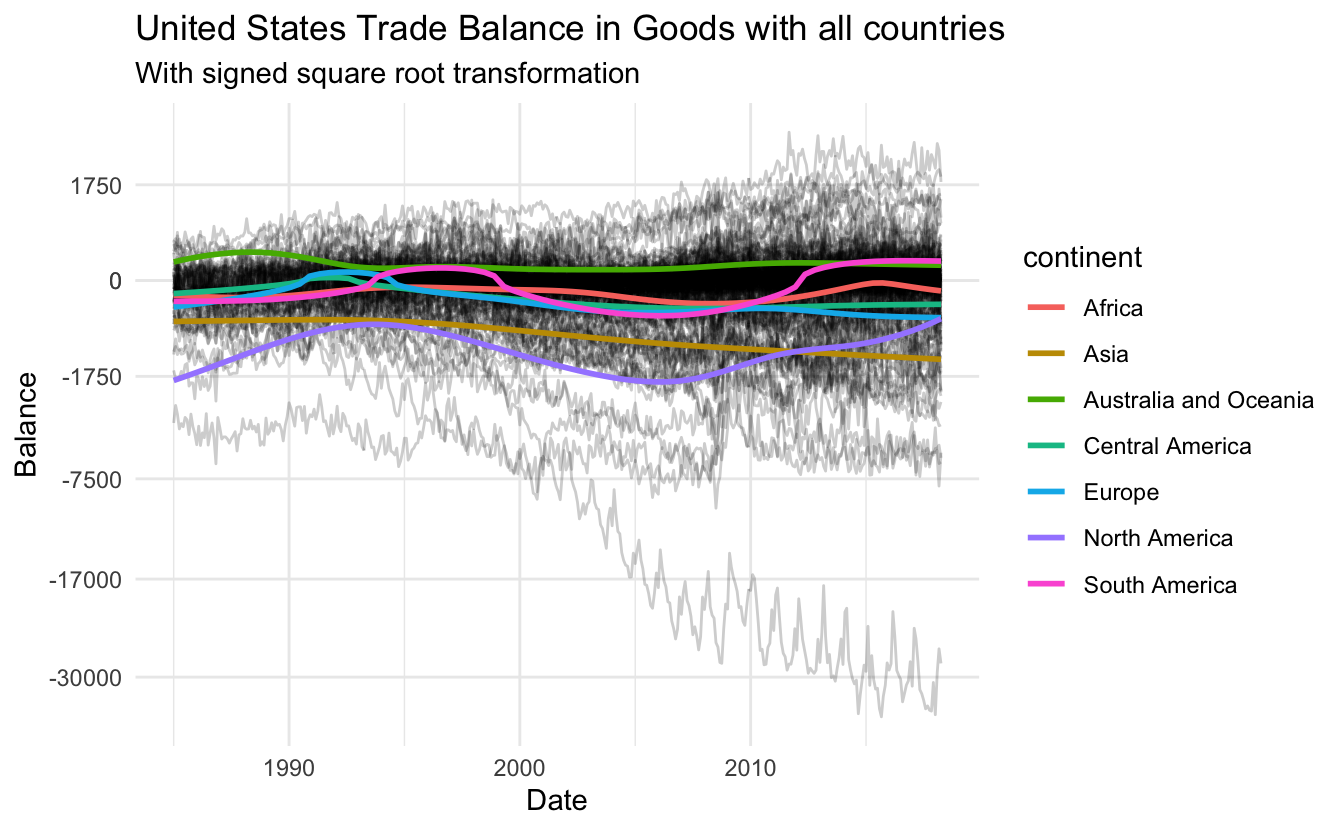 United States Trade Balance in Goods with all countries
With signed square root transformation
Balance
1750
0
-1750
-7500
-17000
-30000
1990
2000
2010
Date
continent
Africa
Asia
Australia and Oceania
Central America
Europe
North America
South America